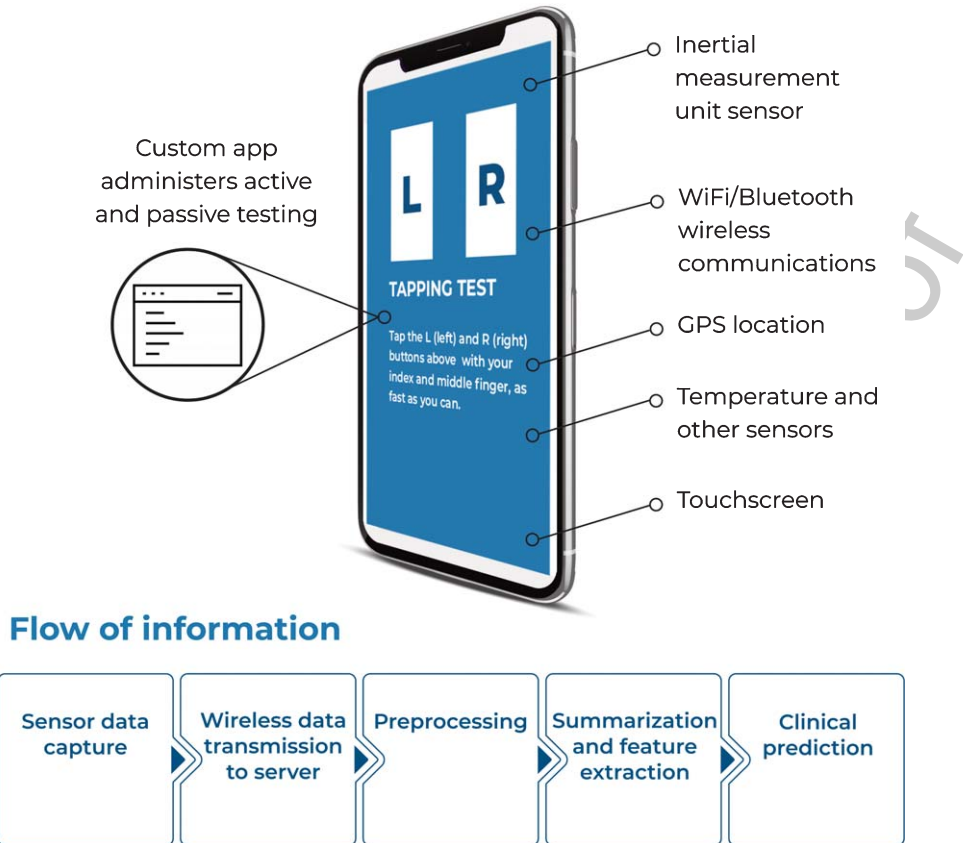 Inertial
measurement
unit sensor
Custom app
administers active
and passive testing
L
R
WiFi/Bluetooth
wireless
communications
TAPPING TEST
Tap the L (left) and R (right)
buttons above with your
index and middle finger, as
fast as you can.
GPS location
Temperature and
other sensors
Touchscreen
Flow of information
Sensor data
capture
Wireless data
transmission
to server
Preprocessing
Summarization
and feature
extraction
Clinical
prediction